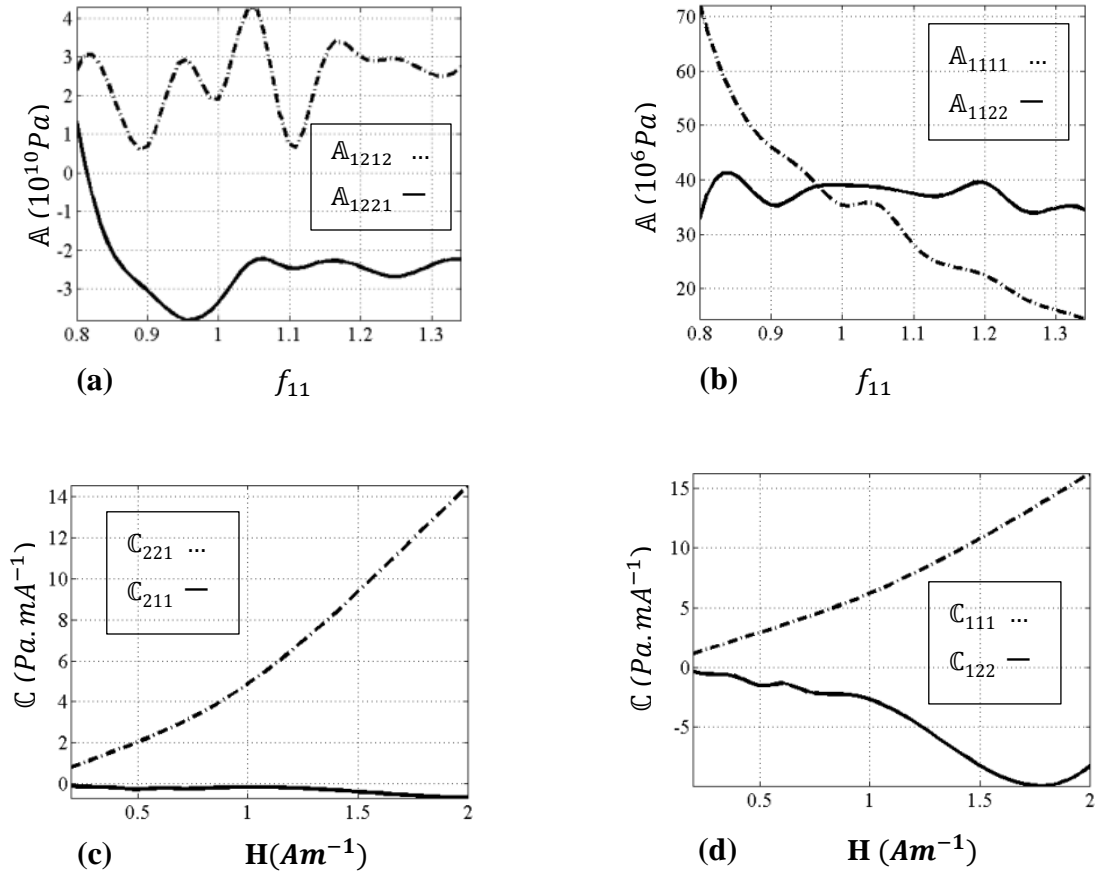 4
3
2
1
0
-1
-2
-3
𝔸 (10¹⁰Pa)
𝔸₁₂₁₂ ...
𝔸₁₂₂₁ —
0.8 0.9 1 1.1 1.2 1.3
(a) f₁₁
70
60
50
40
30
20
𝔸 (10⁶Pa)
𝔸₁₁₁₁ ...
𝔸₁₁₂₂ —
0.8 0.9 1 1.1 1.2 1.3
(b) f₁₁
14
12
10
8
6
4
2
0
ℂ (Pa.mA⁻¹)
ℂ₂₂₁ ...
ℂ₂₁₁ —
0.5 1 1.5 2
(c) H(Am⁻¹)
15
10
5
0
-5
ℂ (Pa.mA⁻¹)
ℂ₁₁₁ ...
ℂ₁₂₂ —
0.5 1 1.5 2
(d) H (Am⁻¹)